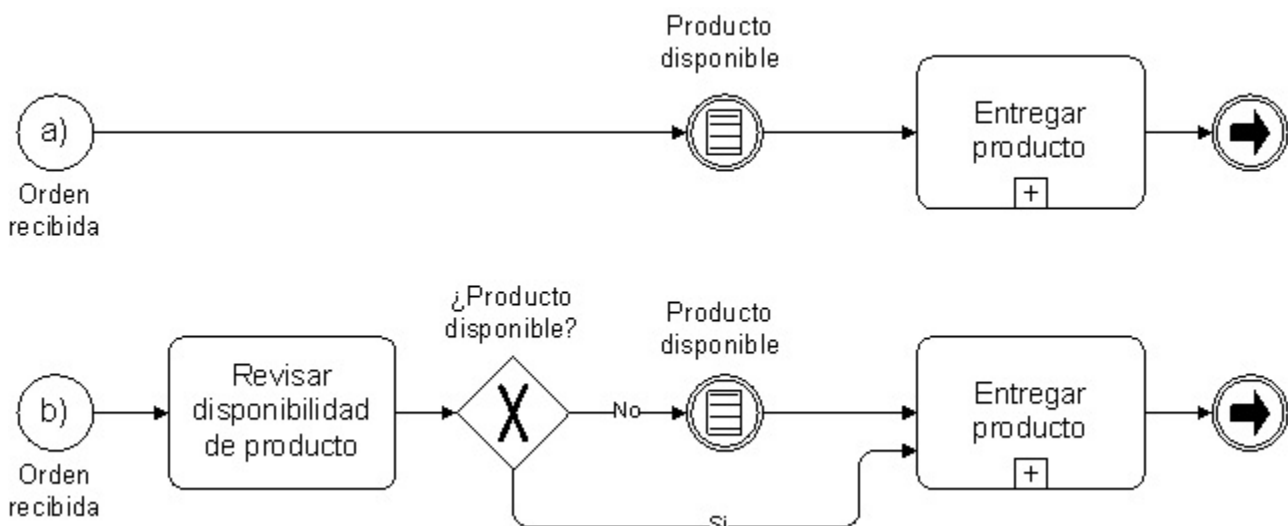 Producto
disponible
a)
Entregar
producto
Orden
recibida
¿Producto
disponible?
Producto
disponible
b)
Revisar
disponibilidad
de producto
No
Entregar
producto
Orden
recibida
Si